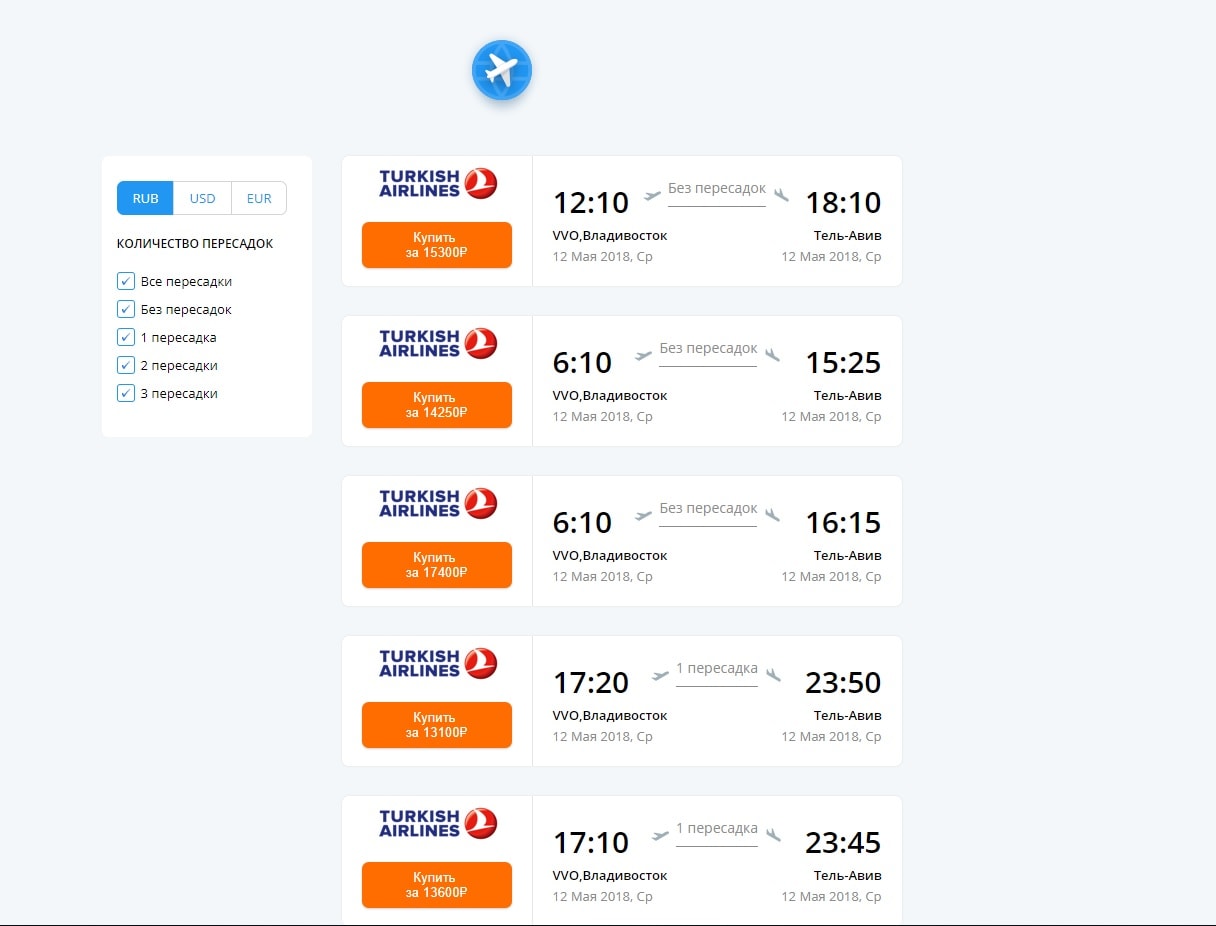 RUB USD EUR
КОЛИЧЕСТВО ПЕРЕСАДОК
Все пересадки
Без пересадок
1 пересадка
2 пересадки
3 пересадки
TURKISH
AIRLINES
Купить
за 15300₽
12:10 Без пересадок 18:10
VVO,Владивосток Тель-Авив
12 Мая 2018, Ср 12 Мая 2018, Ср
TURKISH
AIRLINES
Купить
за 14250₽
6:10 Без пересадок 15:25
VVO,Владивосток Тель-Авив
12 Мая 2018, Ср 12 Мая 2018, Ср
TURKISH
AIRLINES
Купить
за 17400₽
6:10 Без пересадок 16:15
VVO,Владивосток Тель-Авив
12 Мая 2018, Ср 12 Мая 2018, Ср
TURKISH
AIRLINES
Купить
за 13100₽
17:20 1 пересадка 23:50
VVO,Владивосток Тель-Авив
12 Мая 2018, Ср 12 Мая 2018, Ср
TURKISH
AIRLINES
Купить
за 13600₽
17:10 1 пересадка 23:45
VVO,Владивосток Тель-Авив
12 Мая 2018, Ср 12 Мая 2018, Ср